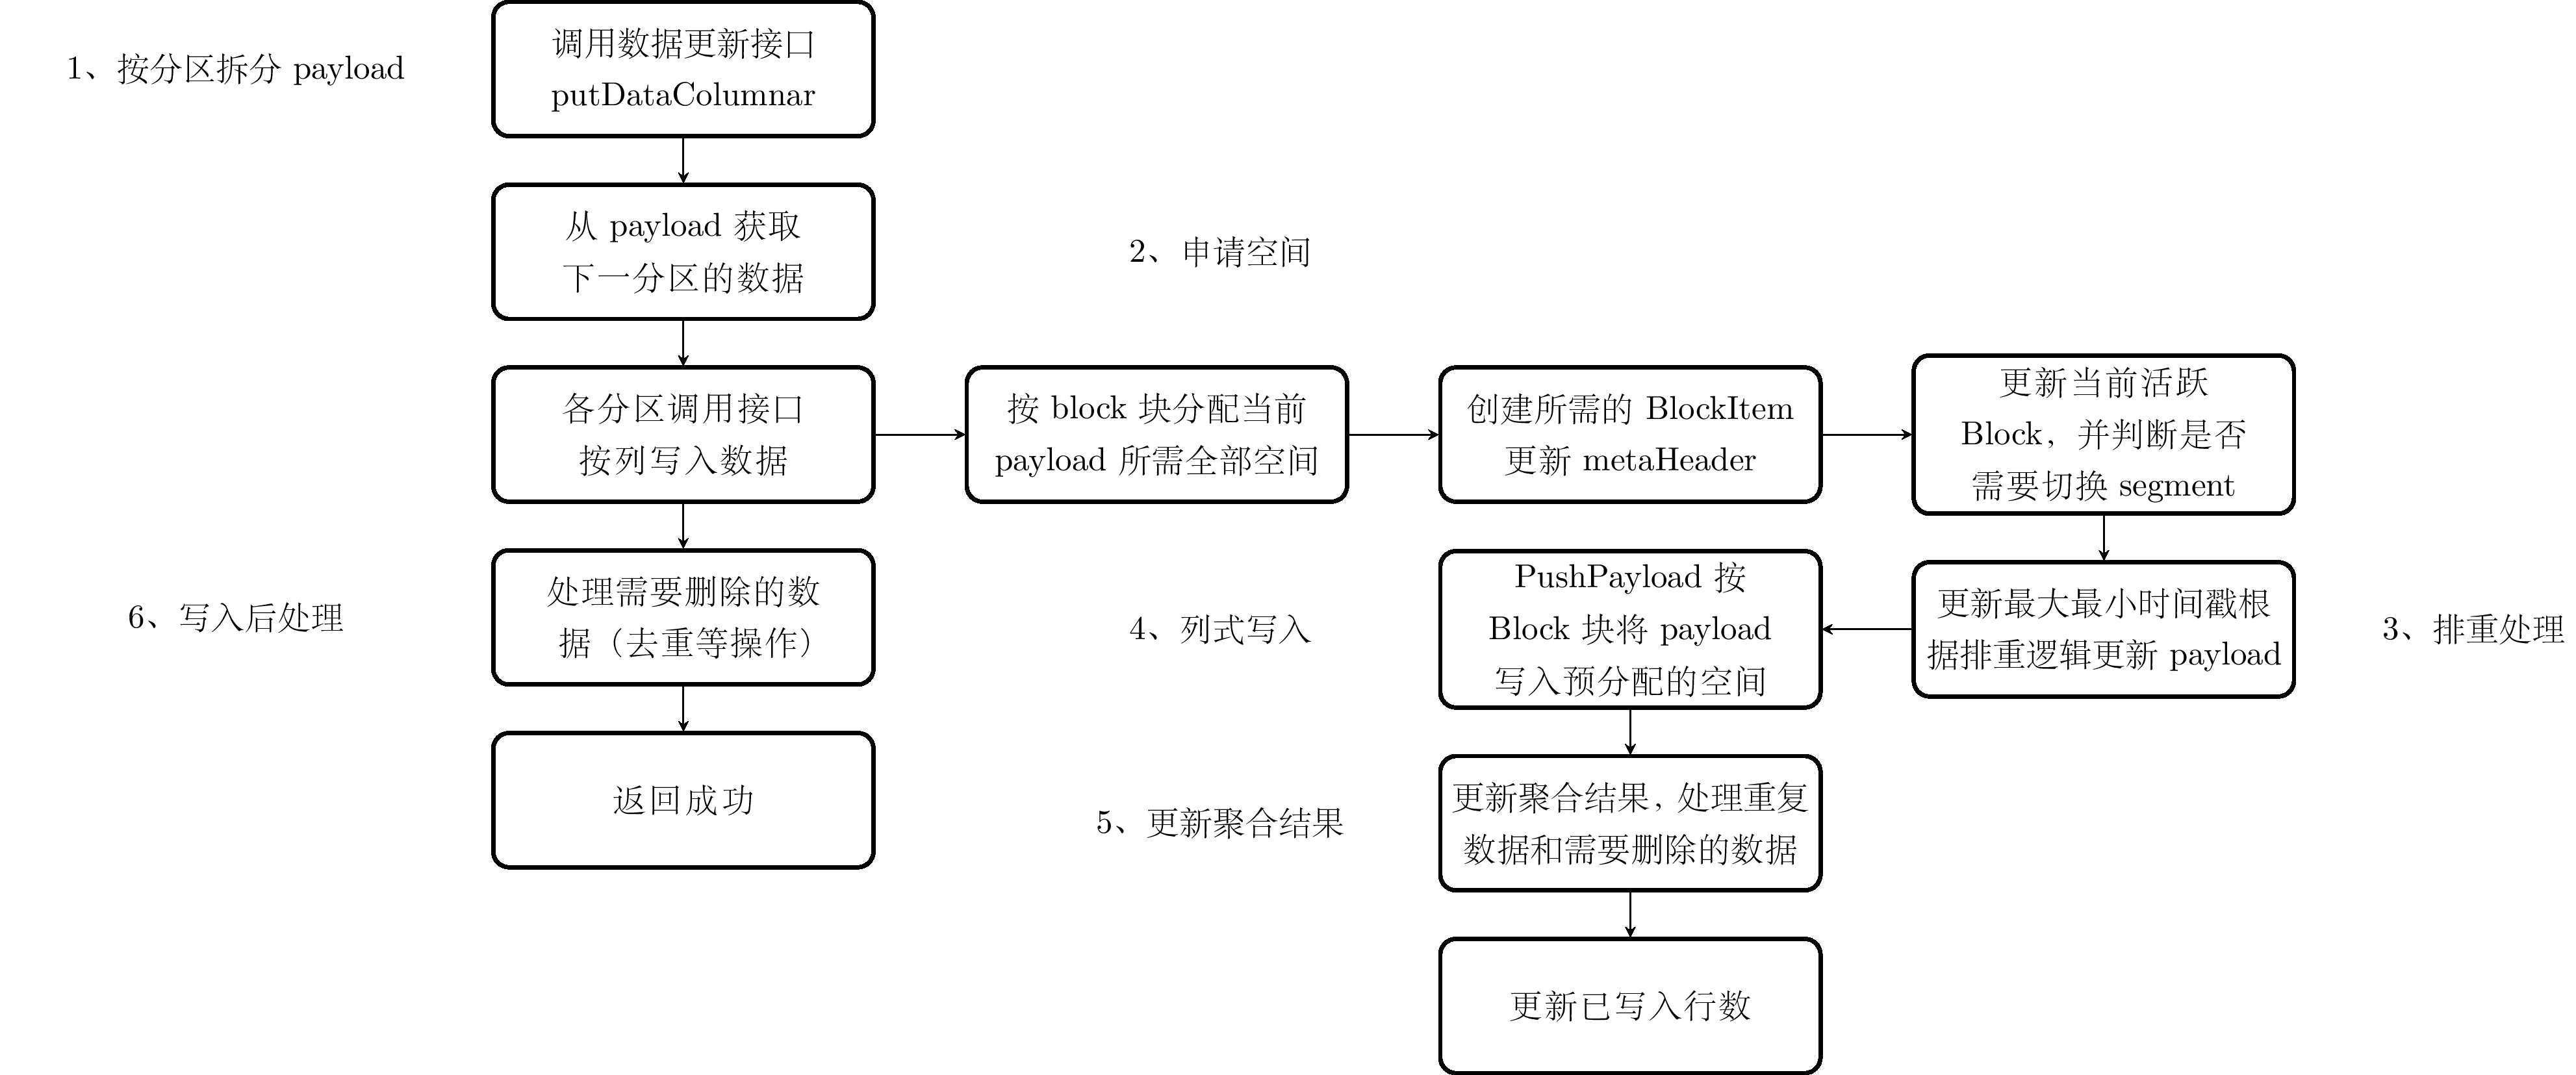 1、按分区拆分 payload
调用数据更新接口
putDataColumnar
从 payload 获取
下一分区的数据
2、申请空间
各分区调用接口
按列写入数据
按 block 块分配当前
payload 所需全部空间
创建所需的 BlockItem
更新 metaHeader
更新当前活跃
Block，并判断是否
需要切换 segment
6、写入后处理
处理需要删除的数
据（去重等操作）
4、列式写入
PushPayload 按
Block 块将 payload
写入预分配的空间
更新最大最小时间戳根
据排重逻辑更新 payload
3、排重处理
返回成功
5、更新聚合结果
更新聚合结果，处理重复
数据和需要删除的数据
更新已写入行数